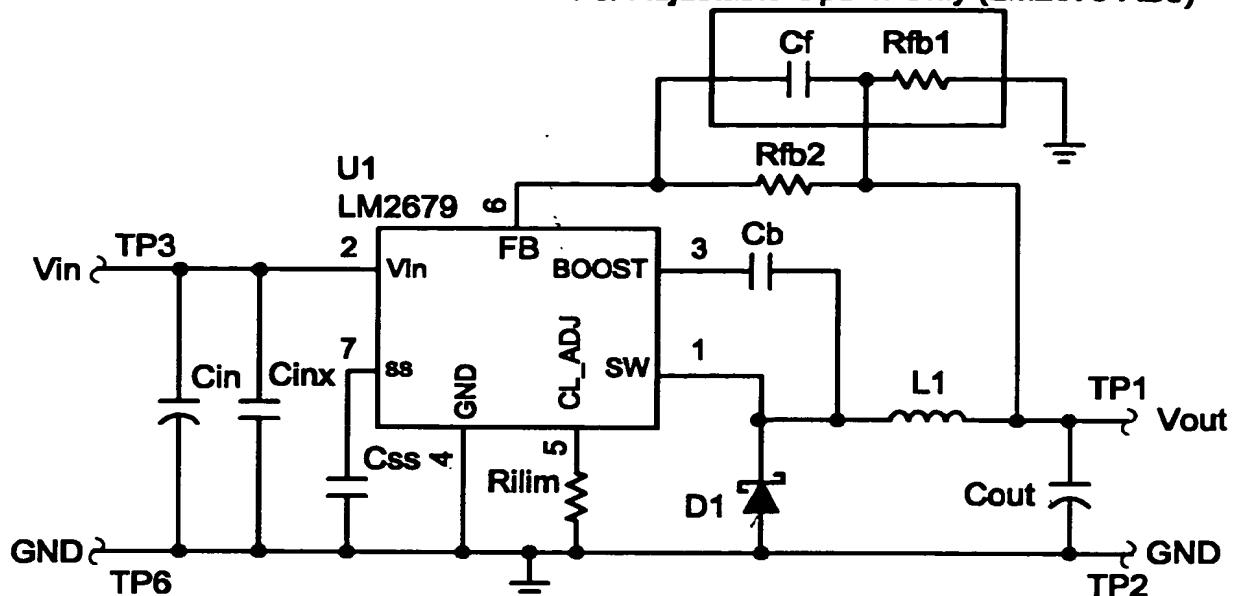 Cf Rfb1
Rfb2
U1
LM2679
6
FB
Cb
TP3
2
3
Vin
Vin
BOOST
7
ss
CL_ADJ
1
SW
Cin
Cinx
GND
L1
TP1
Vout
Css
4
5
Rilim
D1
Cout
GND
GND
TP6
TP2